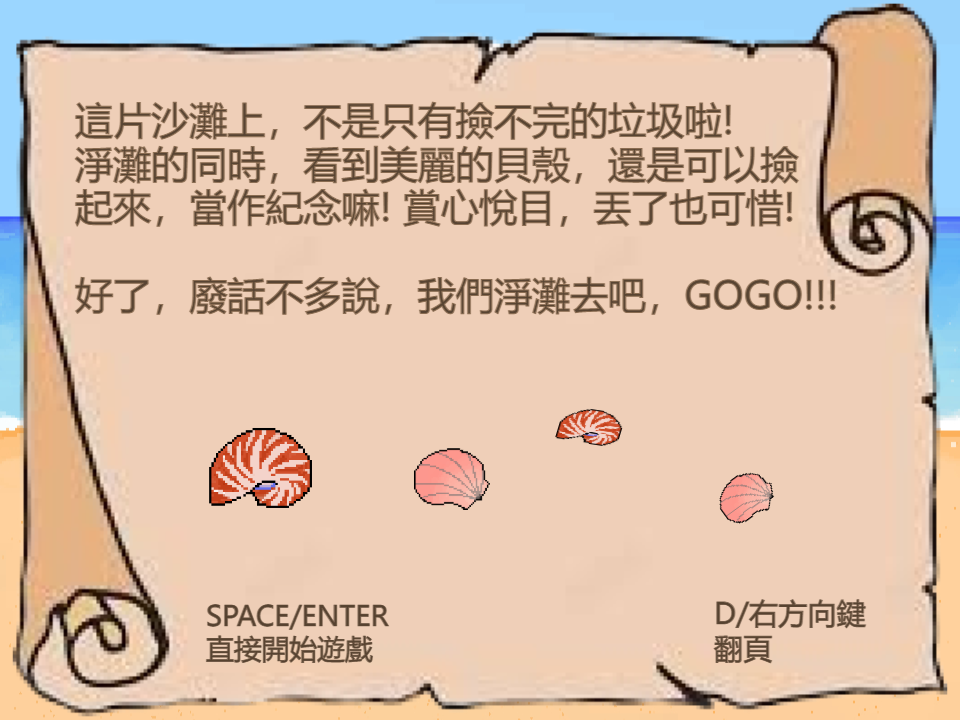 這片沙灘上，不是只有撿不完的垃圾啦!
淨灘的同時，看到美麗的貝殼，還是可以撿
起來，當作紀念嘛! 賞心悅目，丟了也可惜!
好了，廢話不多說，我們淨灘去吧，GOGO!!!
SPACE/ENTER
直接開始遊戲
D/右方向鍵
翻頁